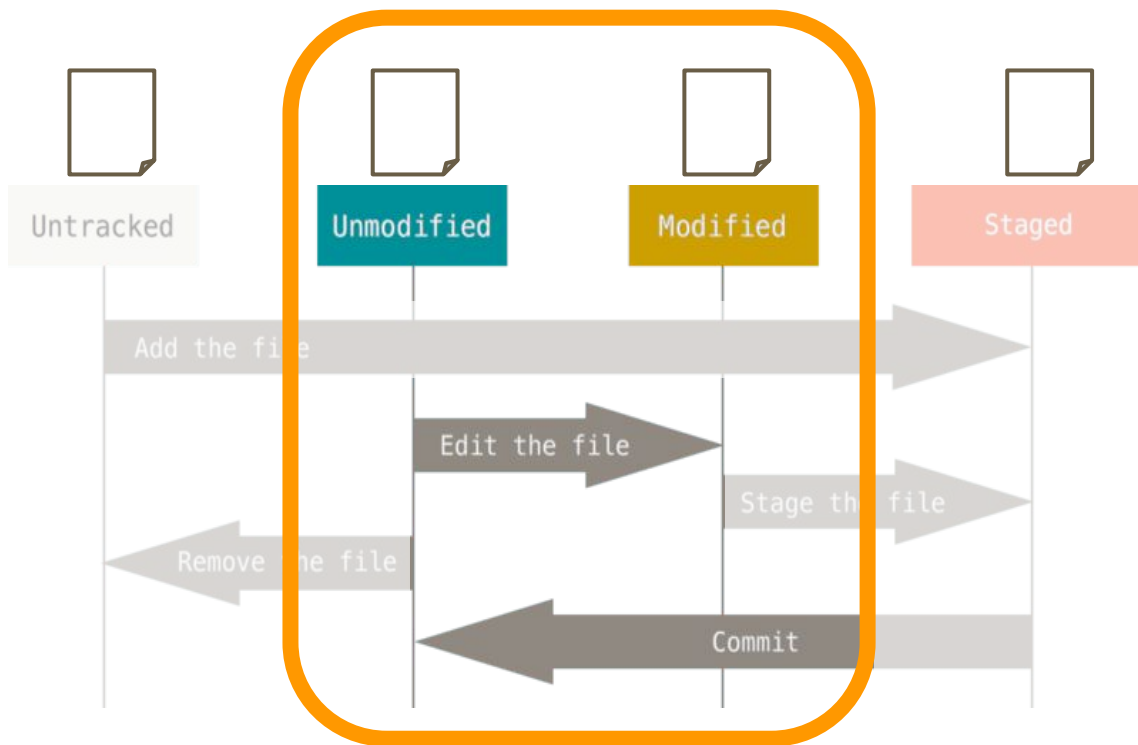 Untracked
Unmodified
Modified
Staged
Add the file
Edit the file
Stage the file
Remove the file
Commit